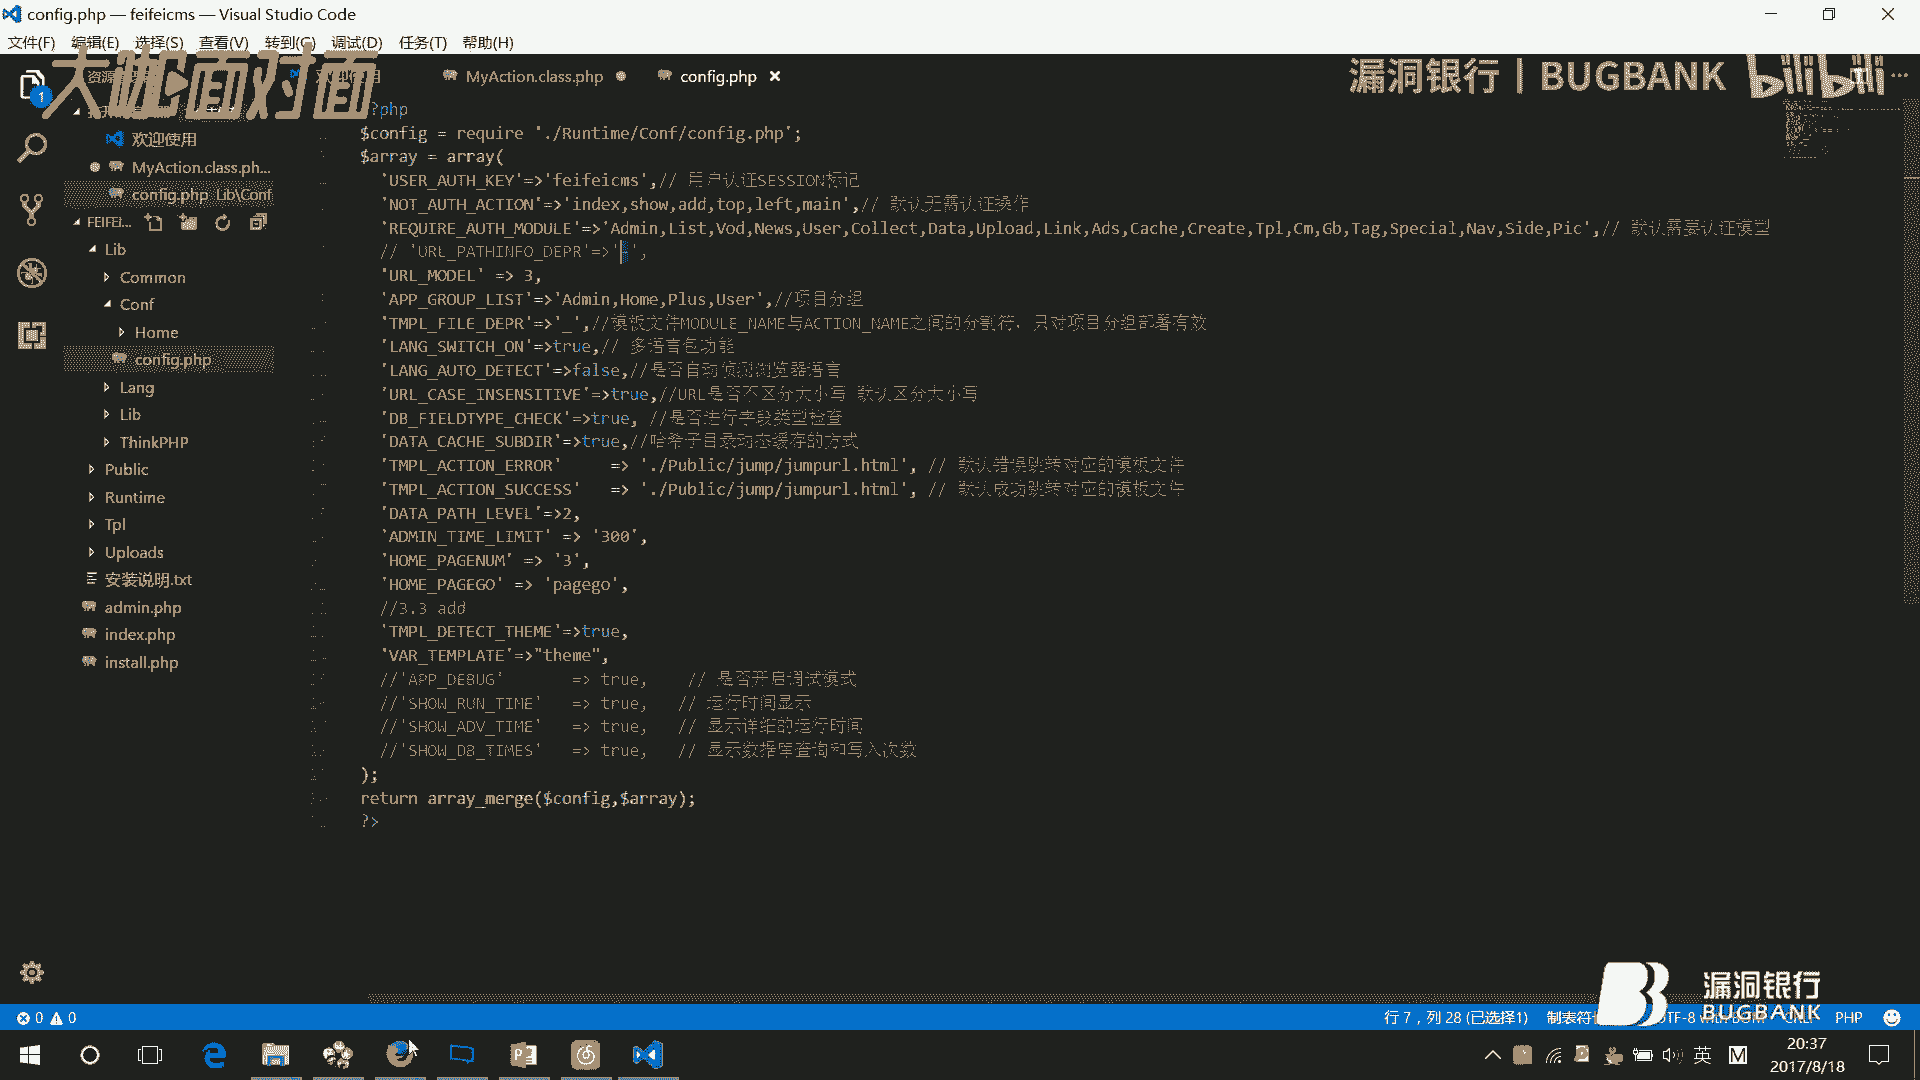 config.php — feifeicms — Visual Studio Code
文件(F) 编辑(E) 选择(S) 查看(V) 转到(G) 调试(D) 任务(T) 帮助(H)
大咖面对面
漏洞银行 | BUGBANK bilibili
MyAction.class.php
config.php
1
欢迎使用
MyAction.class.ph...
config.php Lib\Conf
FEIFEI...
Lib
Common
Conf
Home
config.php
Lang
Lib
ThinkPHP
Public
Runtime
Tpl
Uploads
安装说明.txt
admin.php
index.php
install.php
?php
$config = require './Runtime/Conf/config.php';
$array = array(
'USER_AUTH_KEY'=>'feifeicms',// 用户认证SESSION标记
'NOT_AUTH_ACTION'=>'index,show,add,top,left,main',// 默认无需认证操作
'REQUIRE_AUTH_MODULE'=>'Admin,List,Vod,News,User,Collect,Data,Upload,Link,Ads,Cache,Create,Tpl,Cm,Gb,Tag,Special,Nav,Side,Pic',// 默认需要认证模型
// 'URL_PATHINFO_DEPR'=>' ',
'URL_MODEL' => 3,
'APP_GROUP_LIST'=>'Admin,Home,Plus,User',//项目分组
'TMPL_FILE_DEPR'=>'_',//模板文件MODULE_NAME与ACTION_NAME之间的分割符，只对项目分组部署有效
'LANG_SWITCH_ON'=>true,// 多语言包功能
'LANG_AUTO_DETECT'=>false,//是否自动侦测浏览器语言
'URL_CASE_INSENSITIVE'=>true,//URL是否不区分大小写 默认区分大小写
'DB_FIELDTYPE_CHECK'=>true, //是否进行字段类型检查
'DATA_CACHE_SUBDIR'=>true,//哈希子目录动态缓存的方式
'TMPL_ACTION_ERROR' => './Public/jump/jumpurl.html', // 默认错误跳转对应的模板文件
'TMPL_ACTION_SUCCESS' => './Public/jump/jumpurl.html', // 默认成功跳转对应的模板文件
'DATA_PATH_LEVEL'=>2,
'ADMIN_TIME_LIMIT' => '300',
'HOME_PAGENUM' => '3',
'HOME_PAGEGO' => 'pagego',
//3.3 add
'TMPL_DETECT_THEME'=>true,
'VAR_TEMPLATE'=>"theme",
//'APP_DEBUG' => true, // 是否开启调试模式
//'SHOW_RUN_TIME' => true, // 运行时间显示
//'SHOW_ADV_TIME' => true, // 显示详细的运行时间
//'SHOW_DB_TIMES' => true, // 显示数据库查询和写入次数
);
return array_merge($config,$array);
?>
漏洞银行
BUGBANK
0 0
行 7，列 28 (已选择1) 制表符 PHP
英 M
20:37
2017/8/18